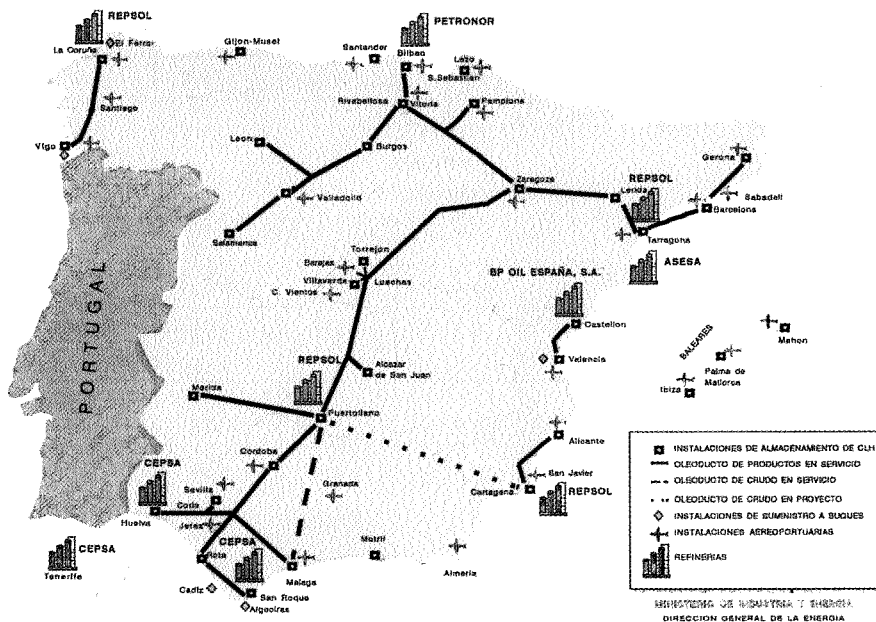 REPSOL
PETRONOR
La Coruña
El Ferrol
Gijon-Musel
Santander
Bilbao
Lezo
S.Sebastian
Santiago
Rivabellosa
Vitoria
Pamplona
Vigo
Leon
Burgos
Gerona
Zaragoza
REPSOL
Lerida
Sabadell
Valladolid
Barcelona
Salamanca
Tarragona
Torrejon
Barajas
BP OIL ESPAÑA, S.A.
ASESA
Villaverde
Loeches
C. Vientos
Castellon
PORTUGAL
Mahon
BALEARES
REPSOL
Alcazar
de San Juan
Valencia
Palma de
Mallorca
Merida
Ibiza
Puertollano
Alicante
Cordoba
CEPSA
San Javier
Sevilla
Granada
Cartagena
REPSOL
Coria
Huelva
Jerez
CEPSA
CEPSA
Rota
Motril
Tenerife
Malaga
Almeria
Cadiz
San Roque
Algeciras
INSTALACIONES DE ALMACENAMIENTO DE CLH
OLEODUCTO DE PRODUCTOS EN SERVICIO
OLEODUCTO DE CRUDO EN SERVICIO
OLEODUCTO DE CRUDO EN PROYECTO
INSTALACIONES DE SUMINISTRO A BUQUES
INSTALACIONES AEREOPORTUARIAS
REFINERIAS
MINISTERIO DE INDUSTRIA Y ENERGIA
DIRECCION GENERAL DE LA ENERGIA